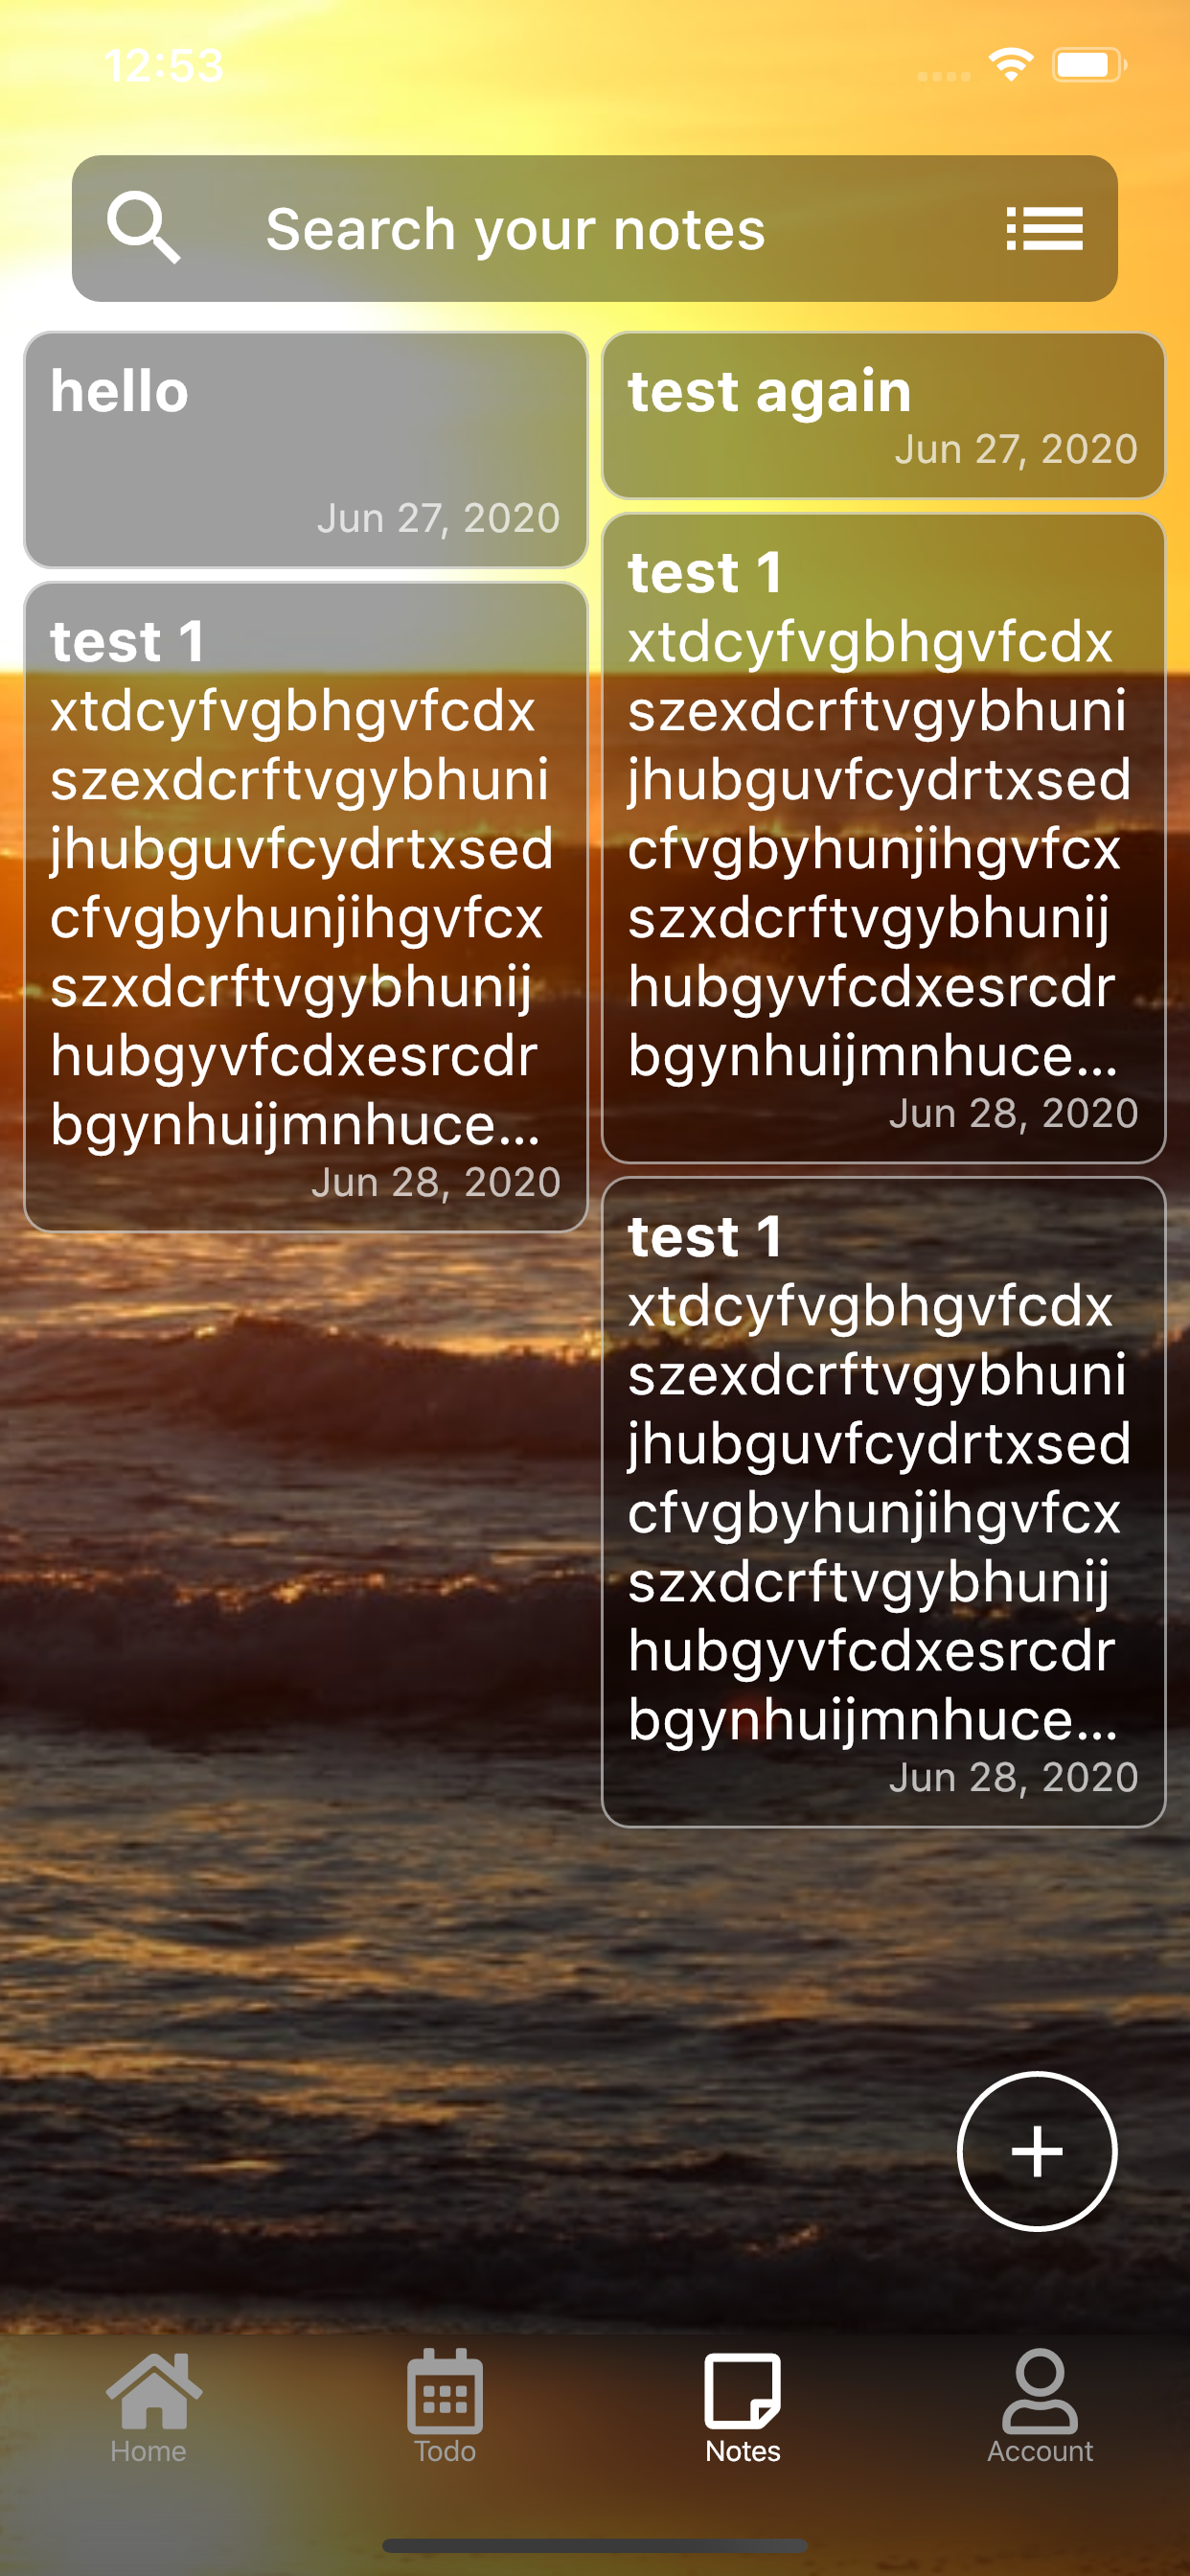 12:53
Search your notes
hello
Jun 27, 2020
test 1
xtdcyfvgbhgvfcdx
szexdcrftvgybhuni
jhubguvfcydrtxsed
cfvgbyhunjihgvfcx
szxdcrftvgybhunij
hubgyvfcdxesrcdr
bgynhuijmnhuce...
Jun 28, 2020
test again
Jun 27, 2020
test 1
xtdcyfvgbhgvfcdx
szexdcrftvgybhuni
jhubguvfcydrtxsed
cfvgbyhunjihgvfcx
szxdcrftvgybhunij
hubgyvfcdxesrcdr
bgynhuijmnhuce...
Jun 28, 2020
test 1
xtdcyfvgbhgvfcdx
szexdcrftvgybhuni
jhubguvfcydrtxsed
cfvgbyhunjihgvfcx
szxdcrftvgybhunij
hubgyvfcdxesrcdr
bgynhuijmnhuce...
Jun 28, 2020
Home
Todo
Notes
Account